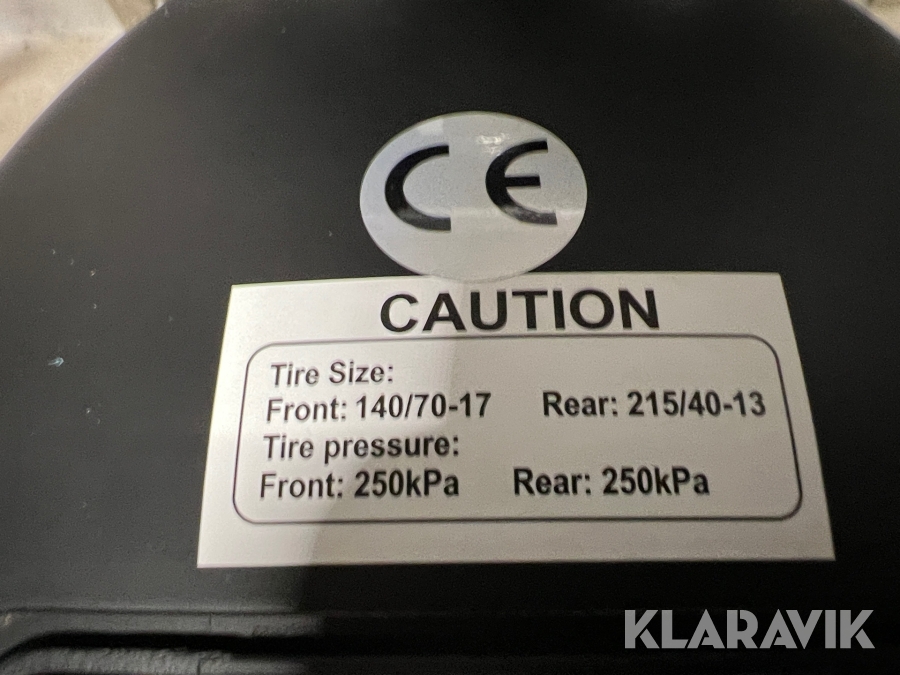 CE
CAUTION
Tire Size:
Front: 140/70-17 Rear: 215/40-13
Tire pressure:
Front: 250kPa Rear: 250kPa
KLARAVIK